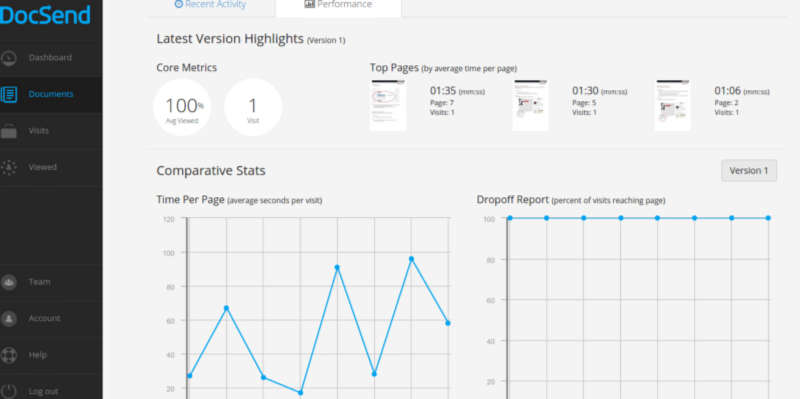 DocSend
Recent Activity
Performance
Dashboard
Documents
Visits
Viewed
Team
Account
Help
Log out
Latest Version Highlights (Version 1)
Core Metrics
100%
Avg Viewed
1
Visit
Top Pages (by average time per page)
01:35 (mm:ss)
Page: 7
Visits: 1
01:30 (mm:ss)
Page: 5
Visits: 1
01:06 (mm:ss)
Page: 2
Visits: 1
Comparative Stats
Version 1
Time Per Page (average seconds per visit)
120
100
80
60
40
20
Dropoff Report (percent of visits reaching page)
100
80
60
40
20